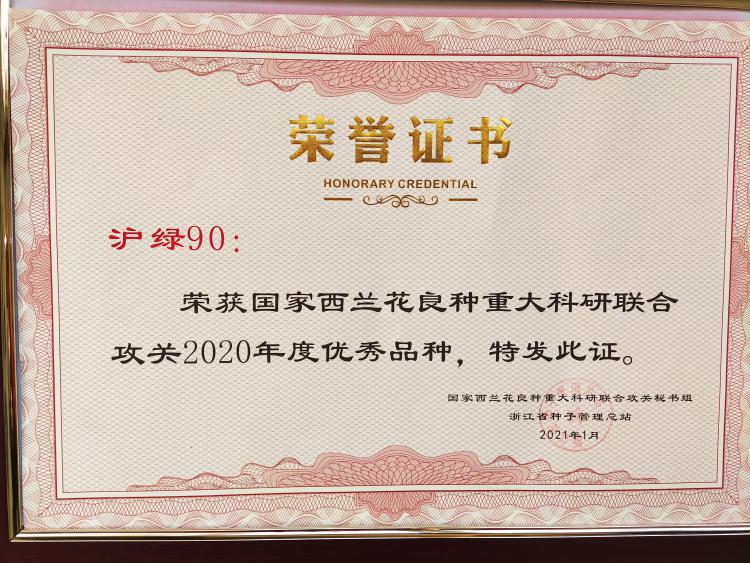 荣誉证书
HONORARY CREDENTIAL
沪绿90：
荣获国家西兰花良种重大科研联合
攻关2020年度优秀品种，特发此证。
国家西兰花良种重大科研联合攻关秘书组
浙江省种子管理总站
2021年1月